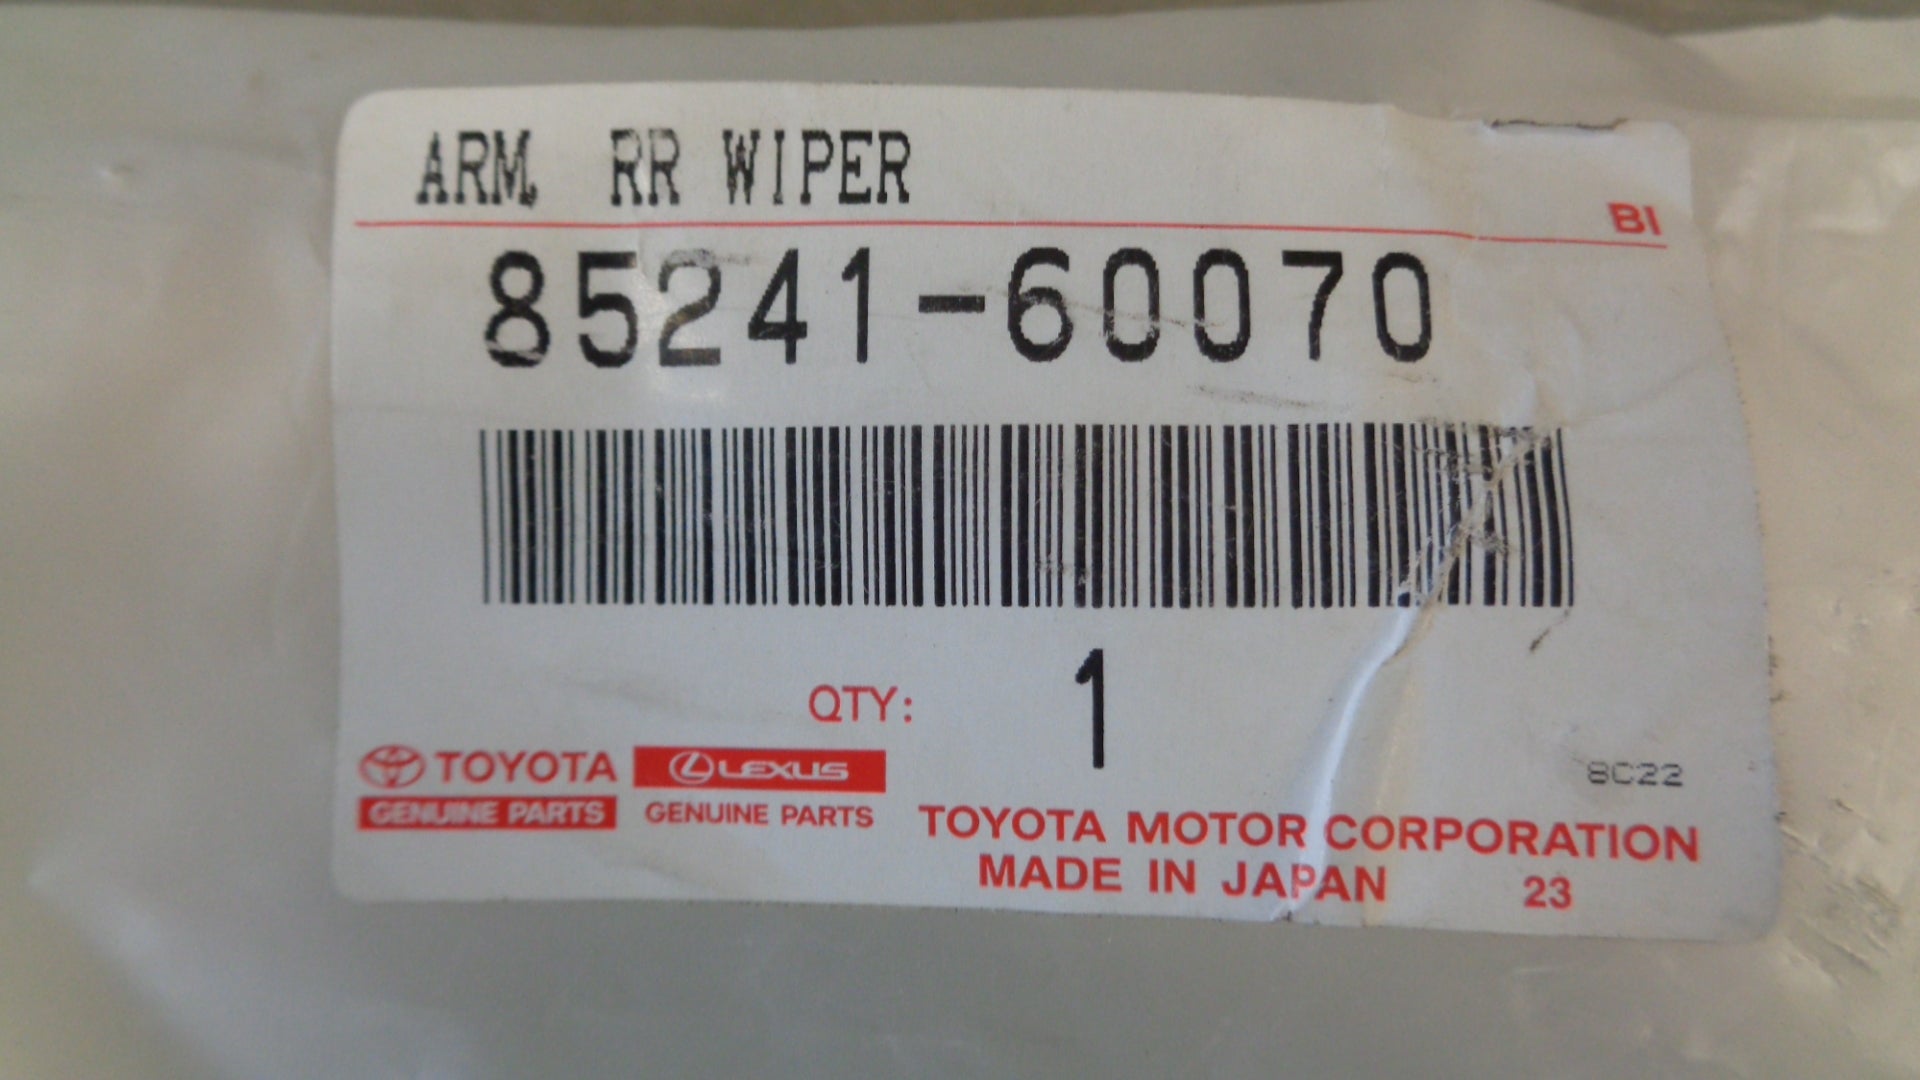 ARM, RR WIPER
BI
85241-60070
QTY: 1
8C22
TOYOTA LEXUS
GENUINE PARTS GENUINE PARTS
TOYOTA MOTOR CORPORATION
MADE IN JAPAN 23